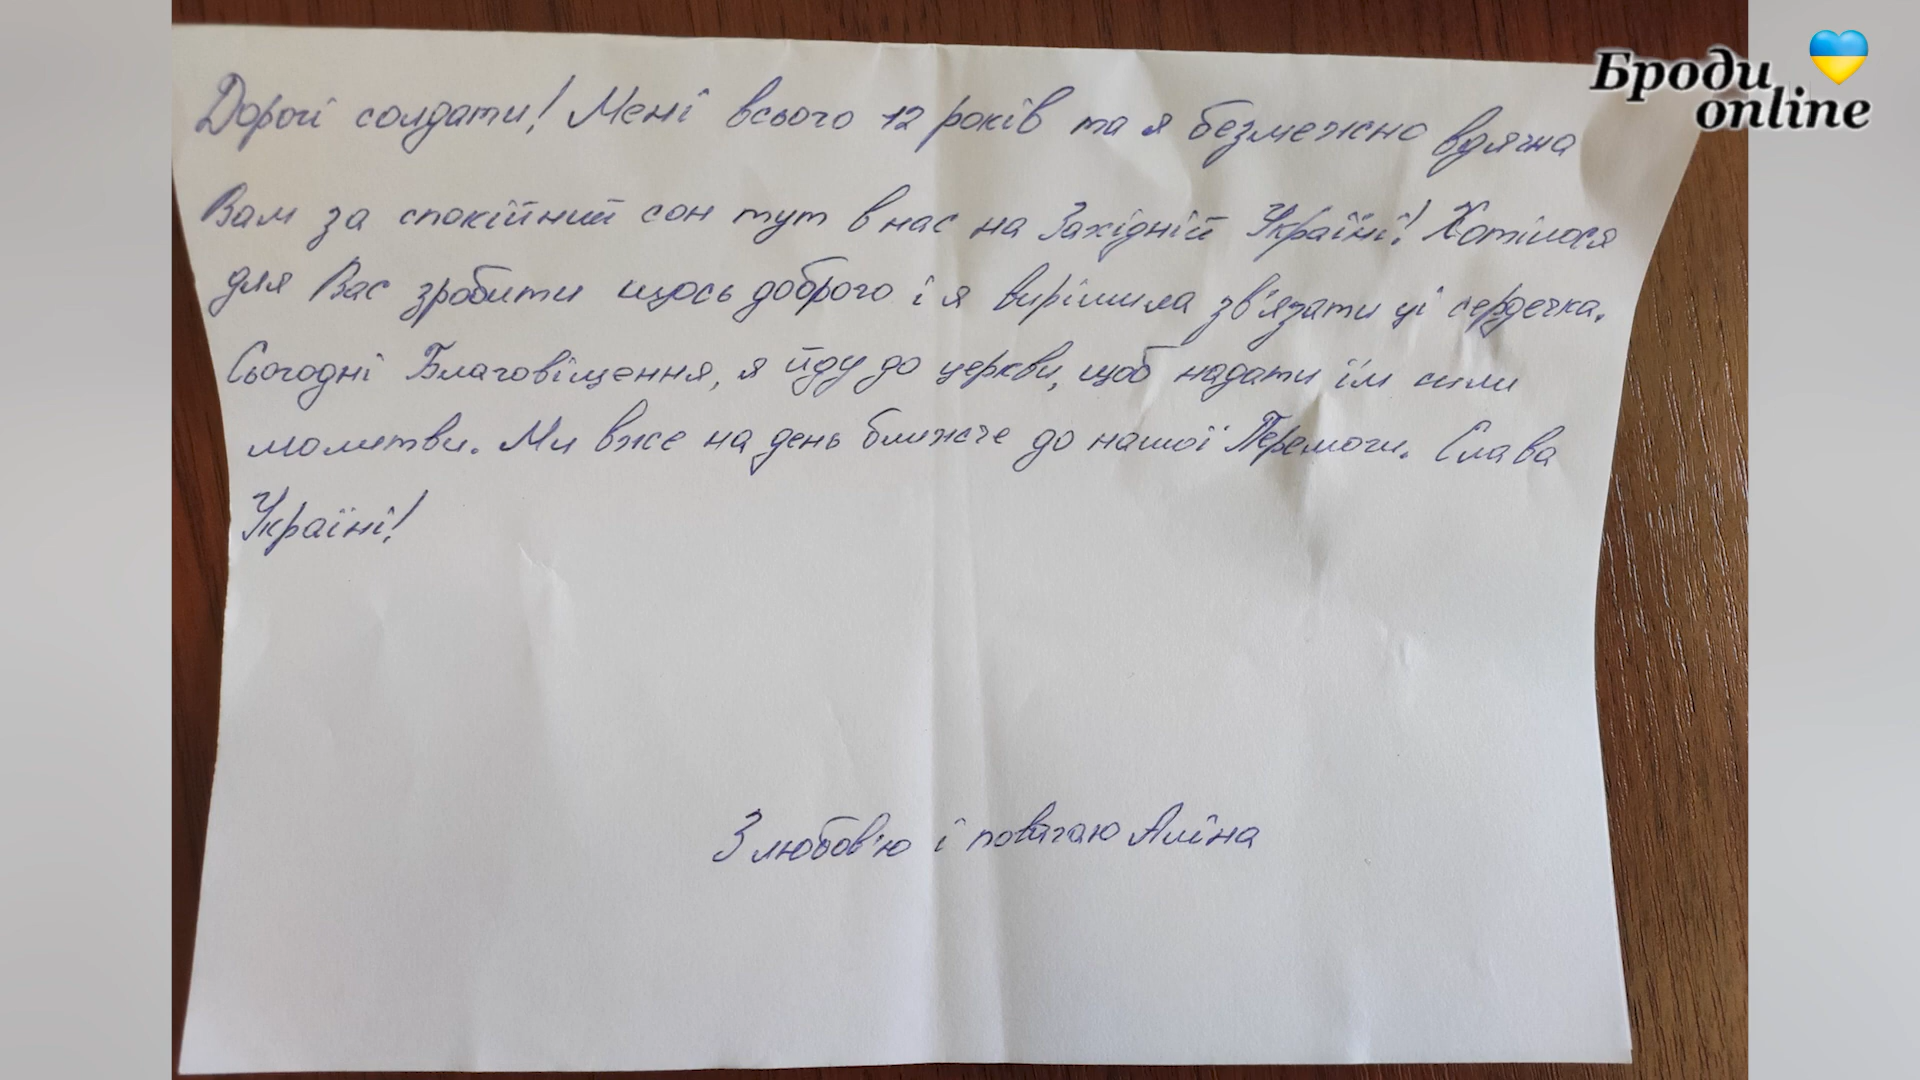 Броди
online
Дорогі солдати! Мені всього 12 років та я безмежно вдячна
Вам за спокійний сон тут в нас на Західній Україні! Хотілося
для Вас зробити щось доброго і я вирішила зв'язати ці сердечка.
Сьогодні Благовіщення, я йду до церкви, щоб надати їм сили
молитви. Ми вже на день ближче до нашої Перемоги. Слава
Україні!
З любов'ю і повагаю Аліна